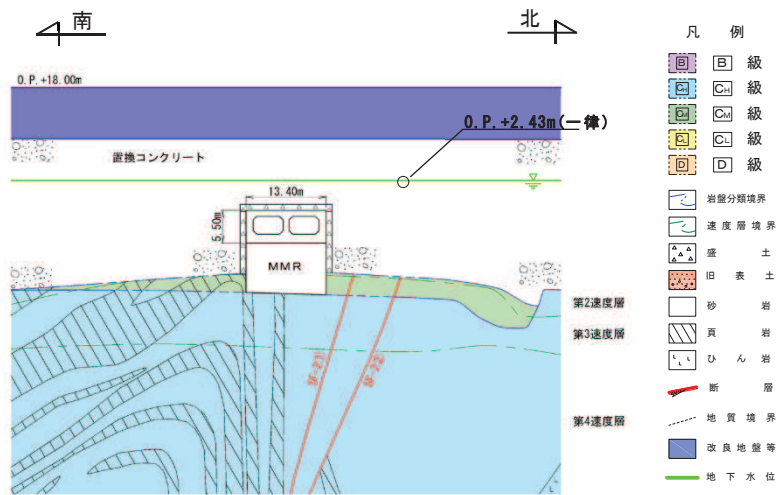 南
北
O.P.+18.00m
O.P.+2.43m(一律)
置換コンクリート
13.40m
5.50m
MMR
第2速度層
第3速度層
第4速度層
凡 例
B B 級
CH CH 級
CM CM 級
CL CL 級
D D 級
岩盤分類境界
速度層境界
盛 土
旧 表 土
砂 岩
頁 岩
ひ ん 岩
断 層
地 質 境 界
改 良 地 盤 等
地 下 水 位